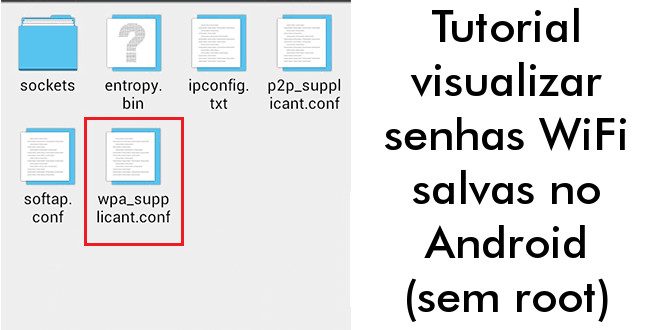 sockets
entropy.
bin
ipconfig.
txt
p2p_suppl
icant.conf
softap.
conf
wpa_supp
licant.conf
Tutorial
visualizar
senhas WiFi
salvas no
Android
(sem root)